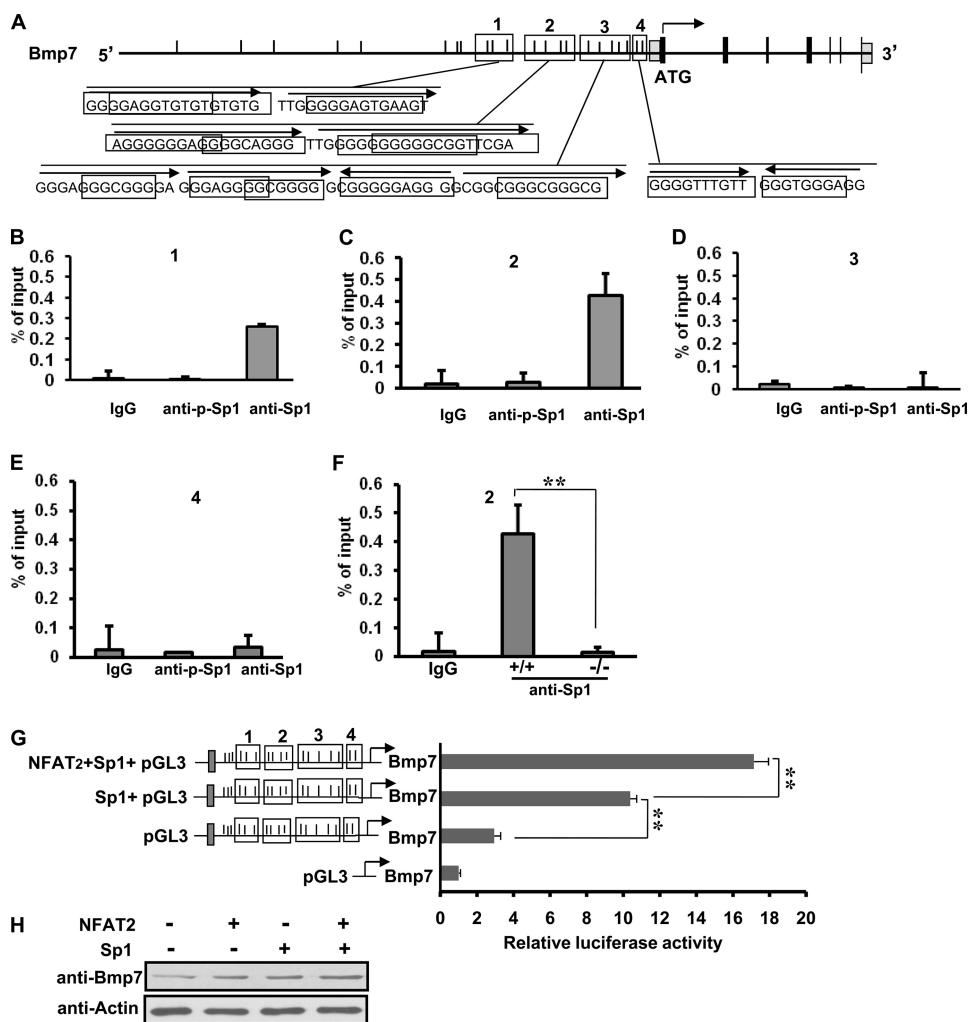 A
1 2 3 4
Bmp7 5’ 3’
ATG
GGGGAGGTGTGTGTGTG TTGGGGGGAGTGAAGT
AGGGGGGGAGGGGCAGGG TTGGGGGGGGGGGCGGTTCGA
GGGAGGGCGGGGGA GGGAGGGGGCGGGG GCGGGGGAGG GGCGGCGGGCGGGCG GGGGTTTGTT GGGTGGGAGG
B C D
1 2 3
% of input % of input % of input
0.6 0.6 0.6
0.5 0.5 0.5
0.4 0.4 0.4
0.3 0.3 0.3
0.2 0.2 0.2
0.1 0.1 0.1
0 0 0
IgG anti-p-Sp1 anti-Sp1 IgG anti-p-Sp1 anti-Sp1 IgG anti-p-Sp1 anti-Sp1
E F
4 2
% of input % of input
0.6 0.6
0.5 0.5
0.4 0.4
0.3 0.3
0.2 0.2
0.1 0.1
0 0
**
IgG anti-p-Sp1 anti-Sp1 IgG +/+ -/-
anti-Sp1
G
1 2 3 4
NFAT2+Sp1+ pGL3 Bmp7
**
Sp1+ pGL3 Bmp7
**
pGL3 Bmp7
pGL3 Bmp7
0 2 4 6 8 10 12 14 16 18 20
Relative luciferase activity
H
NFAT2 - + - +
Sp1 - - + +
anti-Bmp7
anti-Actin